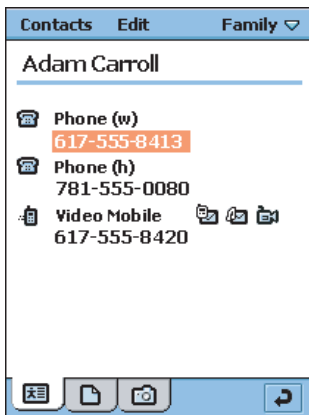 Contacts Edit Family
Adam Carroll
Phone (w)
617-555-8413
Phone (h)
781-555-0080
Video Mobile
617-555-8420